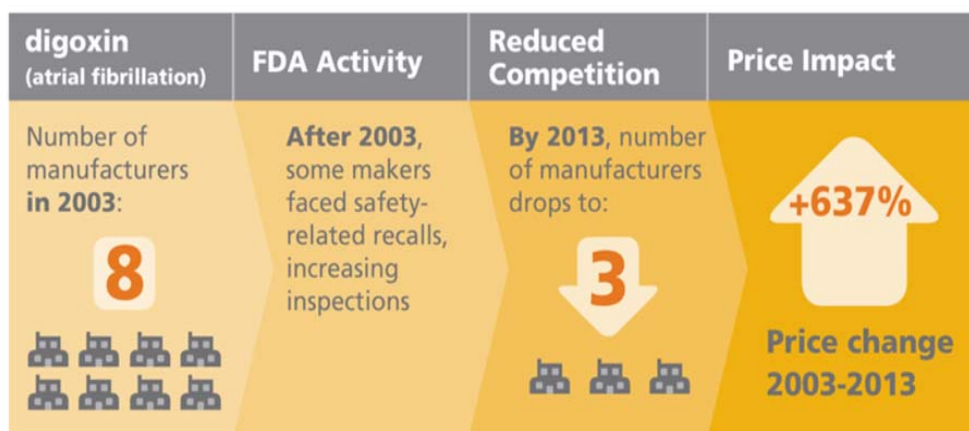 digoxin
(atrial fibrillation)
FDA Activity
Reduced
Competition
Price Impact
Number of
manufacturers
in 2003:
8
After 2003,
some makers
faced safety-
related recalls,
increasing
inspections
By 2013, number
of manufacturers
drops to:
3
+637%
Price change
2003-2013